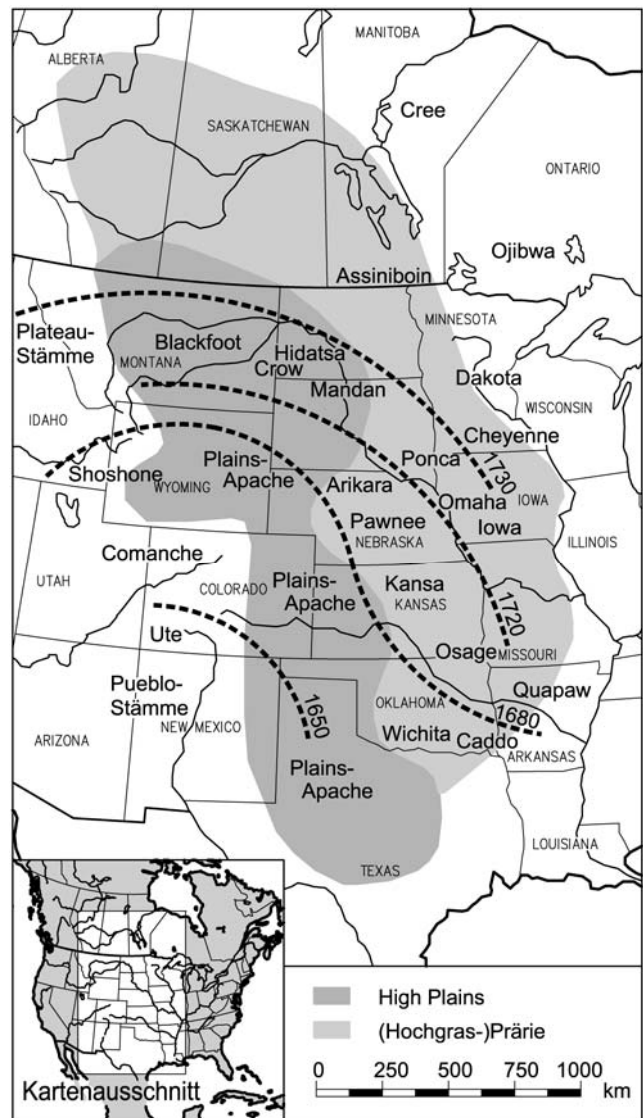 MANITOBA
ALBERTA
Cree
SASKATCHEWAN
ONTARIO
Ojibwa
Assiniboin
MINNESOTA
Plateau-
Stämme
Blackfoot
Hidatsa
MONTANA
Crow
Mandan
Dakota
WISCONSIN
IDAHO
Cheyenne
Shoshone
Plains-
Apache
Ponca
1730
WYOMING
Arikara
Omaha
IOWA
Iowa
Pawnee
NEBRASKA
ILLINOIS
Comanche
UTAH
COLORADO
Plains-
Apache
Kansa
KANSAS
1720
Ute
Osage
MISSOURI
Pueblo-
Stämme
1650
Quapaw
OKLAHOMA
1680
NEW MEXICO
ARIZONA
Wichita
Caddo
ARKANSAS
Plains-
Apache
LOUISIANA
TEXAS
High Plains
(Hochgras-)Prärie
0 250 500 750 1000
km
Kartenausschnitt